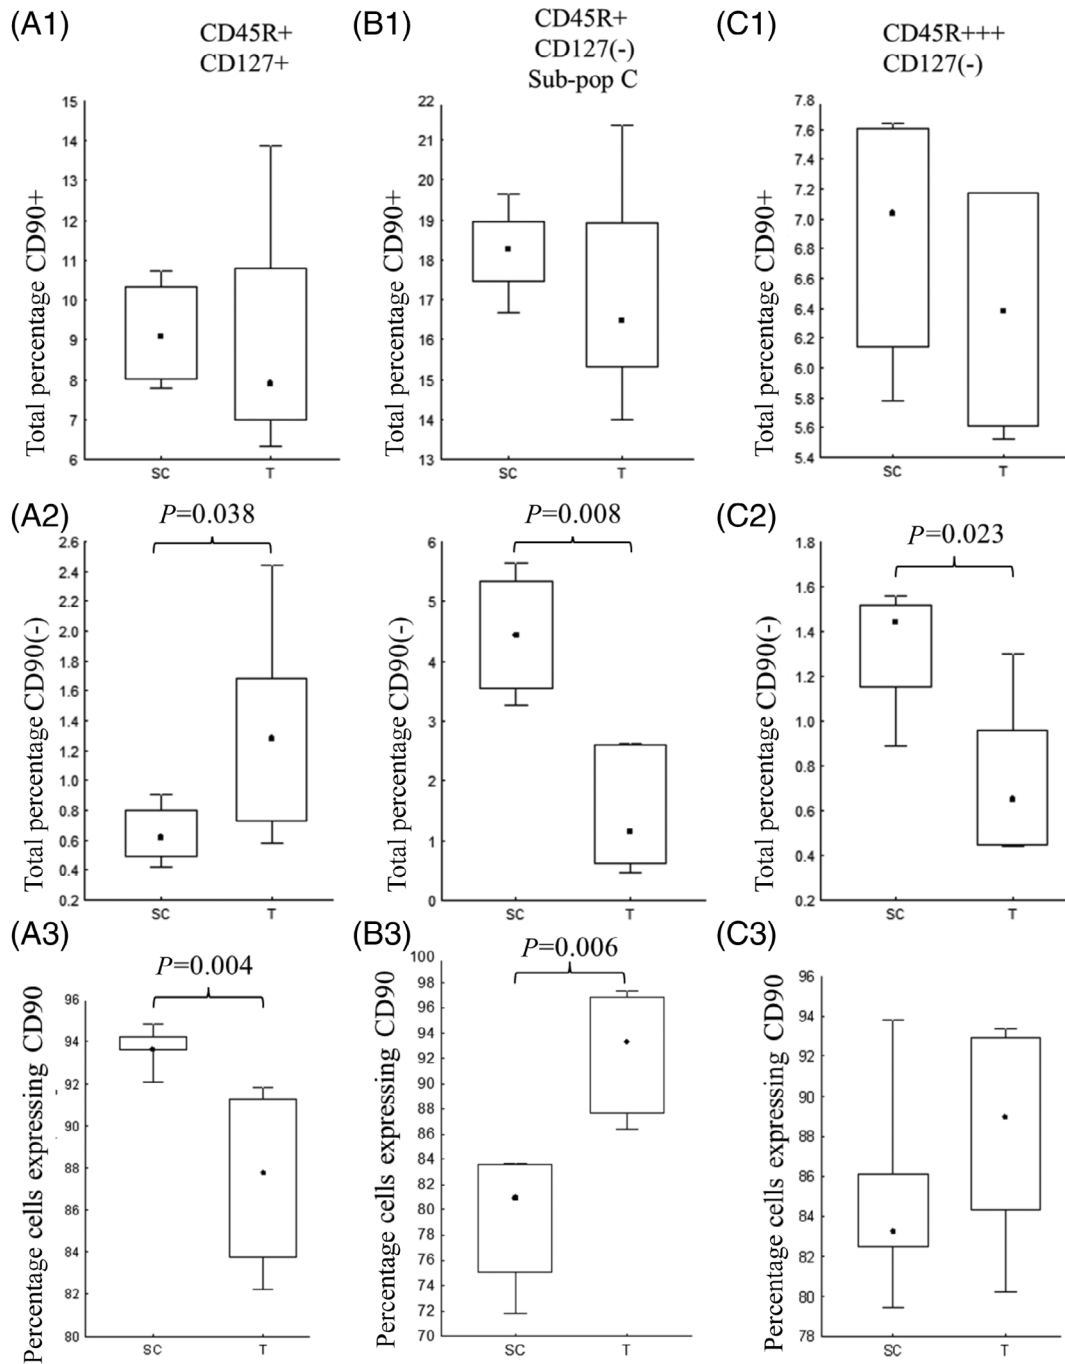 (A1)
CD45R+
CD127+
(B1)
CD45R+
CD127(-)
Sub-pop C
(C1)
CD45R+++
CD127(-)
Total percentage CD90+
15
14
13
12
11
10
9
8
7
6
SC
T
Total percentage CD90+
22
21
20
19
18
17
16
15
14
13
SC
T
Total percentage CD90+
7.8
7.6
7.4
7.2
7.0
6.8
6.6
6.4
6.2
6.0
5.8
5.6
5.4
SC
T
(A2)
P=0.038
Total percentage CD90(-)
2.6
2.4
2.2
2.0
1.8
1.6
1.4
1.2
1.0
0.8
0.6
0.4
0.2
SC
T
P=0.008
Total percentage CD90(-)
6
5
4
3
2
1
0
SC
T
(C2)
P=0.023
Total percentage CD90(-)
1.8
1.6
1.4
1.2
1.0
0.8
0.6
0.4
0.2
SC
T
(A3)
P=0.004
Percentage cells expressing CD90
96
94
92
90
88
86
84
82
80
SC
T
(B3)
P=0.006
Percentage cells expressing CD90
100
98
96
94
92
90
88
86
84
82
80
78
76
74
72
70
SC
T
(C3)
Percentage cells expressing CD90
96
94
92
90
88
86
84
82
80
78
SC
T